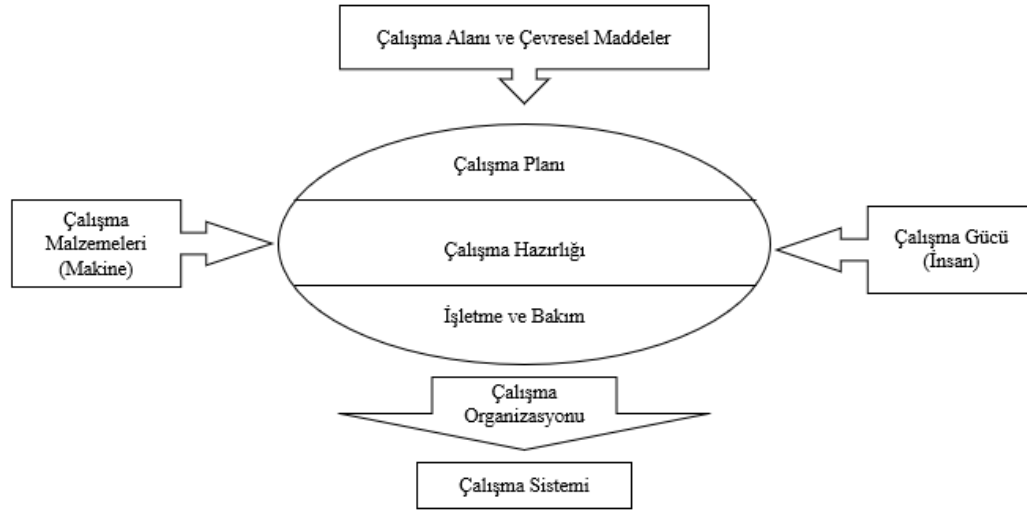 Çalışma Alanı ve Çevresel Maddeler
Çalışma Planı
Çalışma
Malzemeleri
(Makine)
Çalışma Hazırlığı
Çalışma Gücü
(İnsan)
İşletme ve Bakım
Çalışma
Organizasyonu
Çalışma Sistemi